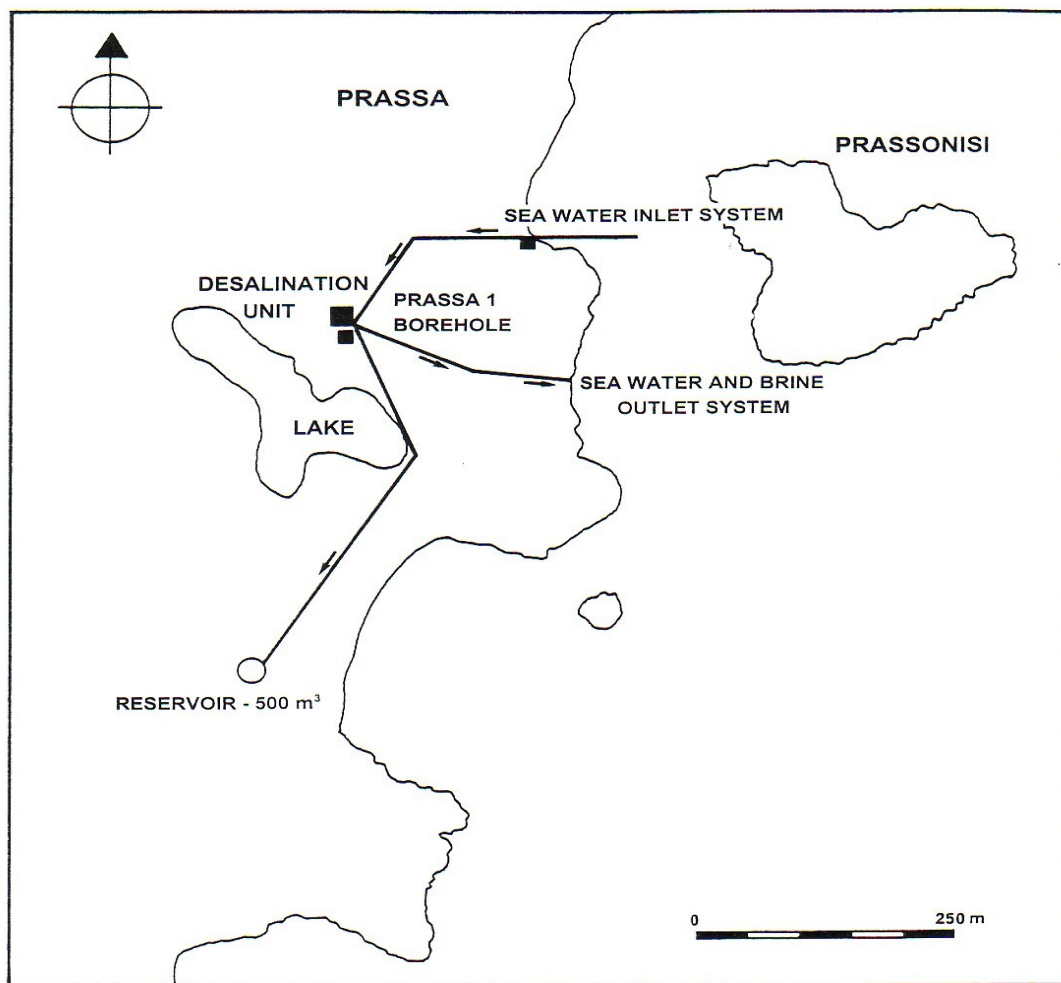 PRASSA
PRASSONISI
SEA WATER INLET SYSTEM
DESALINATION
UNIT
PRASSA 1
BOREHOLE
SEA WATER AND BRINE
OUTLET SYSTEM
LAKE
RESERVOIR - 500 m³
0
250 m